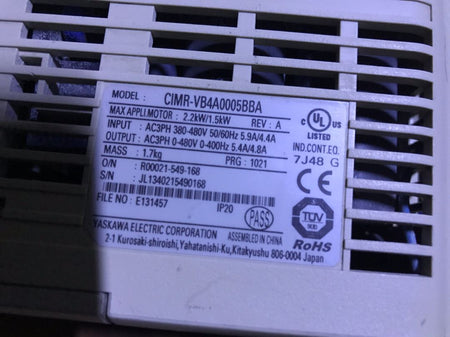 MODEL : CIMR-VB4A0005BBA
MAX APPLI.MOTOR : 2.2kW/1.5kW REV : A
INPUT : AC3PH 380-480V 50/60Hz 5.9A/4.4A
OUTPUT : AC3PH 0-480V 0-400Hz 5.4A/4.8A
MASS : 1.7kg PRG : 1021
O/N : R00021-549-168
S/N : JL1340215490168
FILE NO : E131457 IP20 PASS
YASKAWA ELECTRIC CORPORATION ASSEMBLED IN CHINA
2-1 Kurosaki-shiroishi,Yahatanishi-Ku,Kitakyushu 806-0004 Japan
c UL US
LISTED
IND.CONT.EQ.
7J48 G
CE
TÜV
RoHS